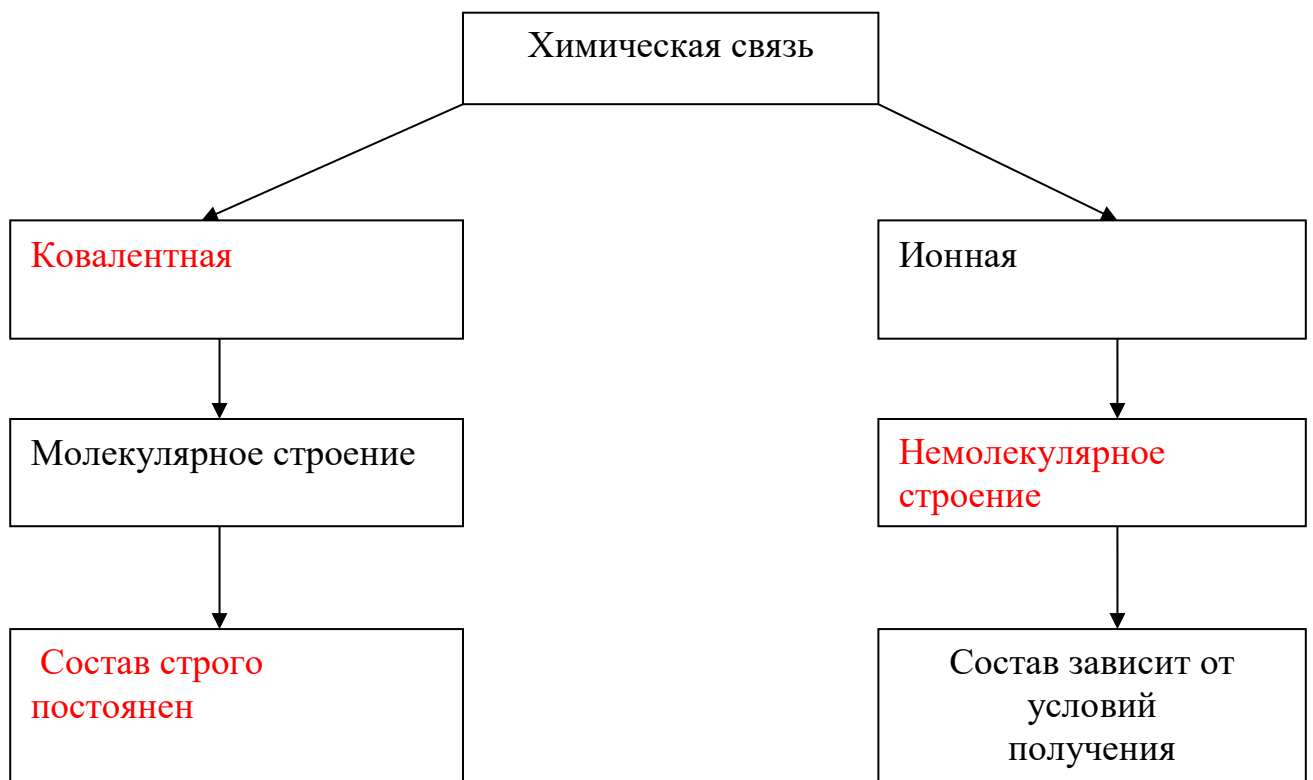 Химическая связь
Ковалентная
Ионная
Молекулярное строение
Немолекулярное
строение
Состав строго
постоянен
Состав зависит от
условий
получения